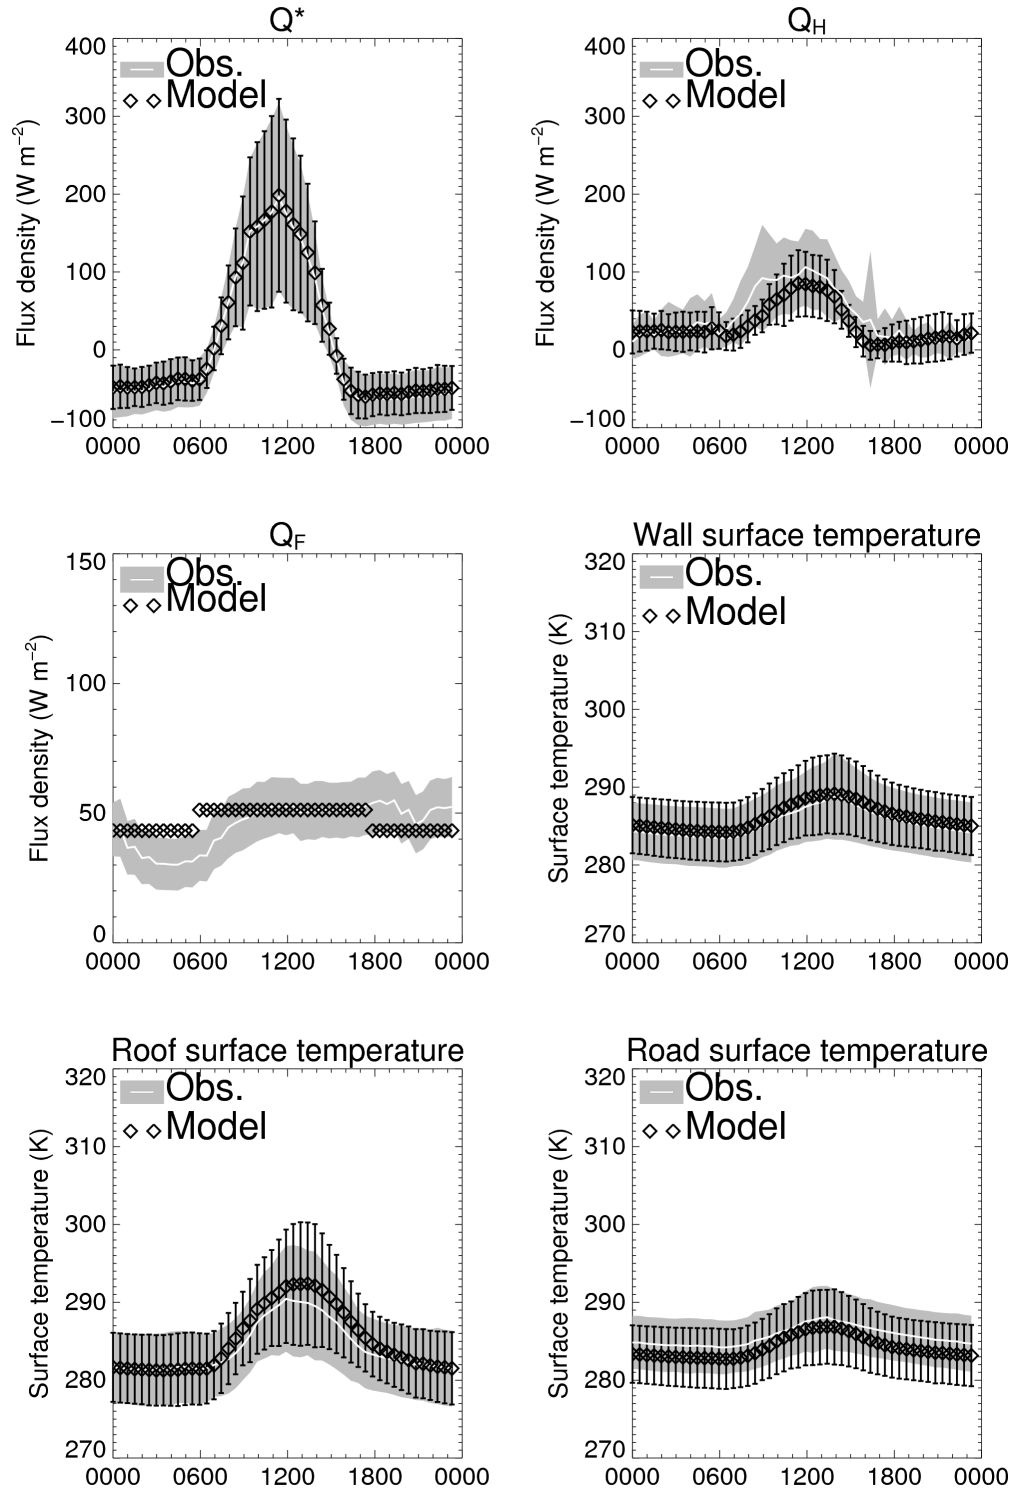 Q*
400
300
200
100
0
−100
Flux density (W m−2)
Obs.
Model
0000 0600 1200 1800 0000
QH
400
300
200
100
0
−100
Flux density (W m−2)
Obs.
Model
0000 0600 1200 1800 0000
QF
150
100
50
0
Flux density (W m−2)
Obs.
Model
0000 0600 1200 1800 0000
Wall surface temperature
320
310
300
290
280
270
Surface temperature (K)
Obs.
Model
0000 0600 1200 1800 0000
Roof surface temperature
320
310
300
290
280
270
Surface temperature (K)
Obs.
Model
0000 0600 1200 1800 0000
Road surface temperature
320
310
300
290
280
270
Surface temperature (K)
Obs.
Model
0000 0600 1200 1800 0000